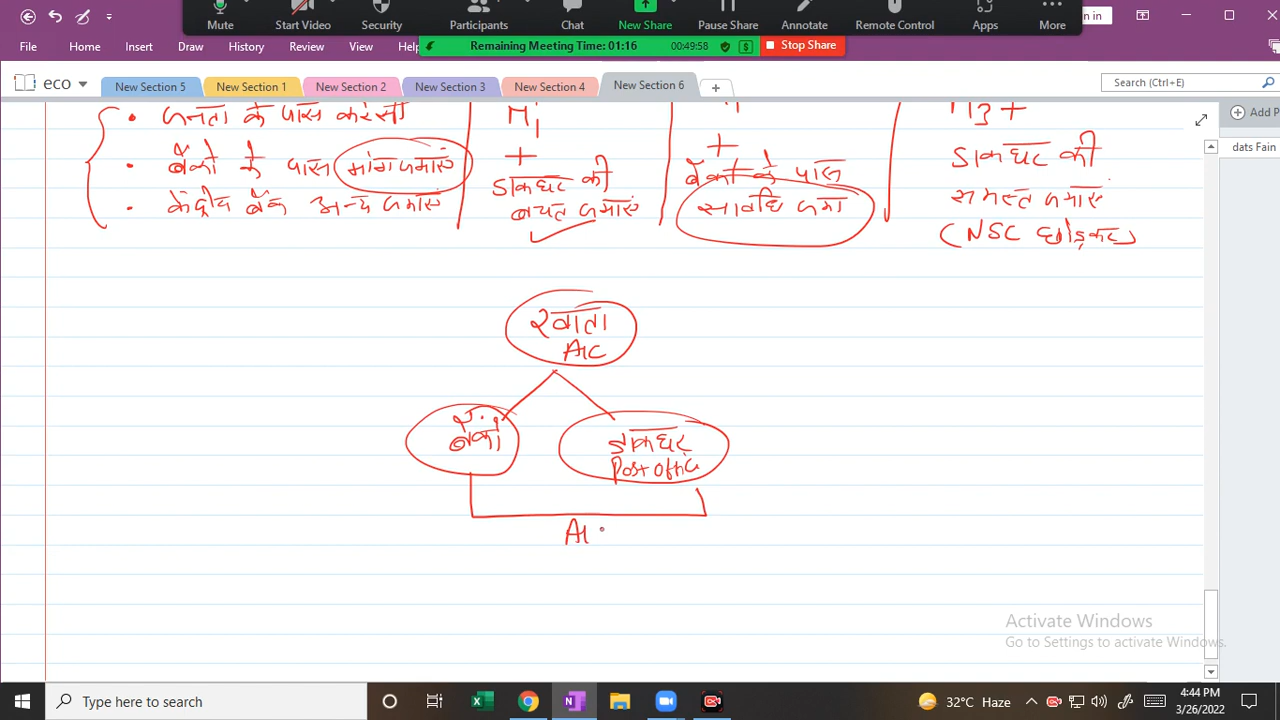 Mute
Start Video
Security
Participants
Chat
New Share
Pause Share
Annotate
Remote Control
Apps
More
in in
File
Home
Insert
Draw
History
Review
View
Hel
Remaining Meeting Time: 01:16
00:49:58
Stop Share
eco
New Section 5
New Section 1
New Section 2
New Section 3
New Section 4
New Section 6
Search (Ctrl+E)
Add P
dats Fain
• जनता के पास करेंसी
• बैंकों के पास मांग जमाएं
• केंद्रीय बैंक अन्य जमाएं
M1
+
डाकघर की
बचत जमाएं
+
बैंकों के पास
सावधि जमा
M3 +
डाकघर की
समस्त जमाएं
(NSC छोड़कर)
खाता
A/C
बैंकों
डाकघर
Post office
A/
Activate Windows
Go to Settings to activate Windows.
Type here to search
32°C Haze
4:44 PM
3/26/2022